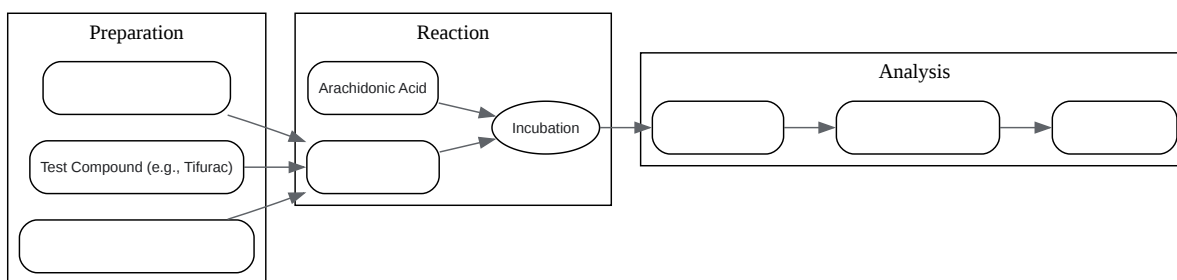 Preparation
Test Compound (e.g., Tifurac)
Reaction
Arachidonic Acid
Incubation
Analysis